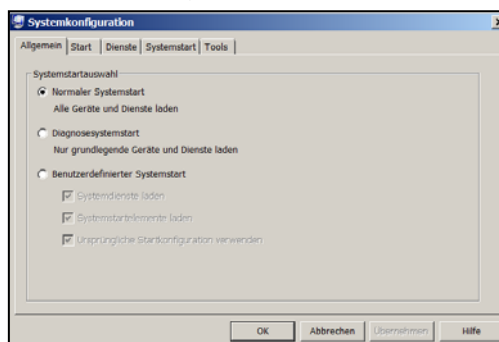 Systemkonfiguration
Allgemein Start Dienste Systemstart Tools
Systemstartauswahl
Normaler Systemstart
Alle Geräte und Dienste laden
Diagnosesystemstart
Nur grundlegende Geräte und Dienste laden
Benutzerdefinierter Systemstart
Systemdienste laden
Systemstartelemente laden
Ursprüngliche Startkonfiguration verwenden
OK Abbrechen Übernehmen Hilfe